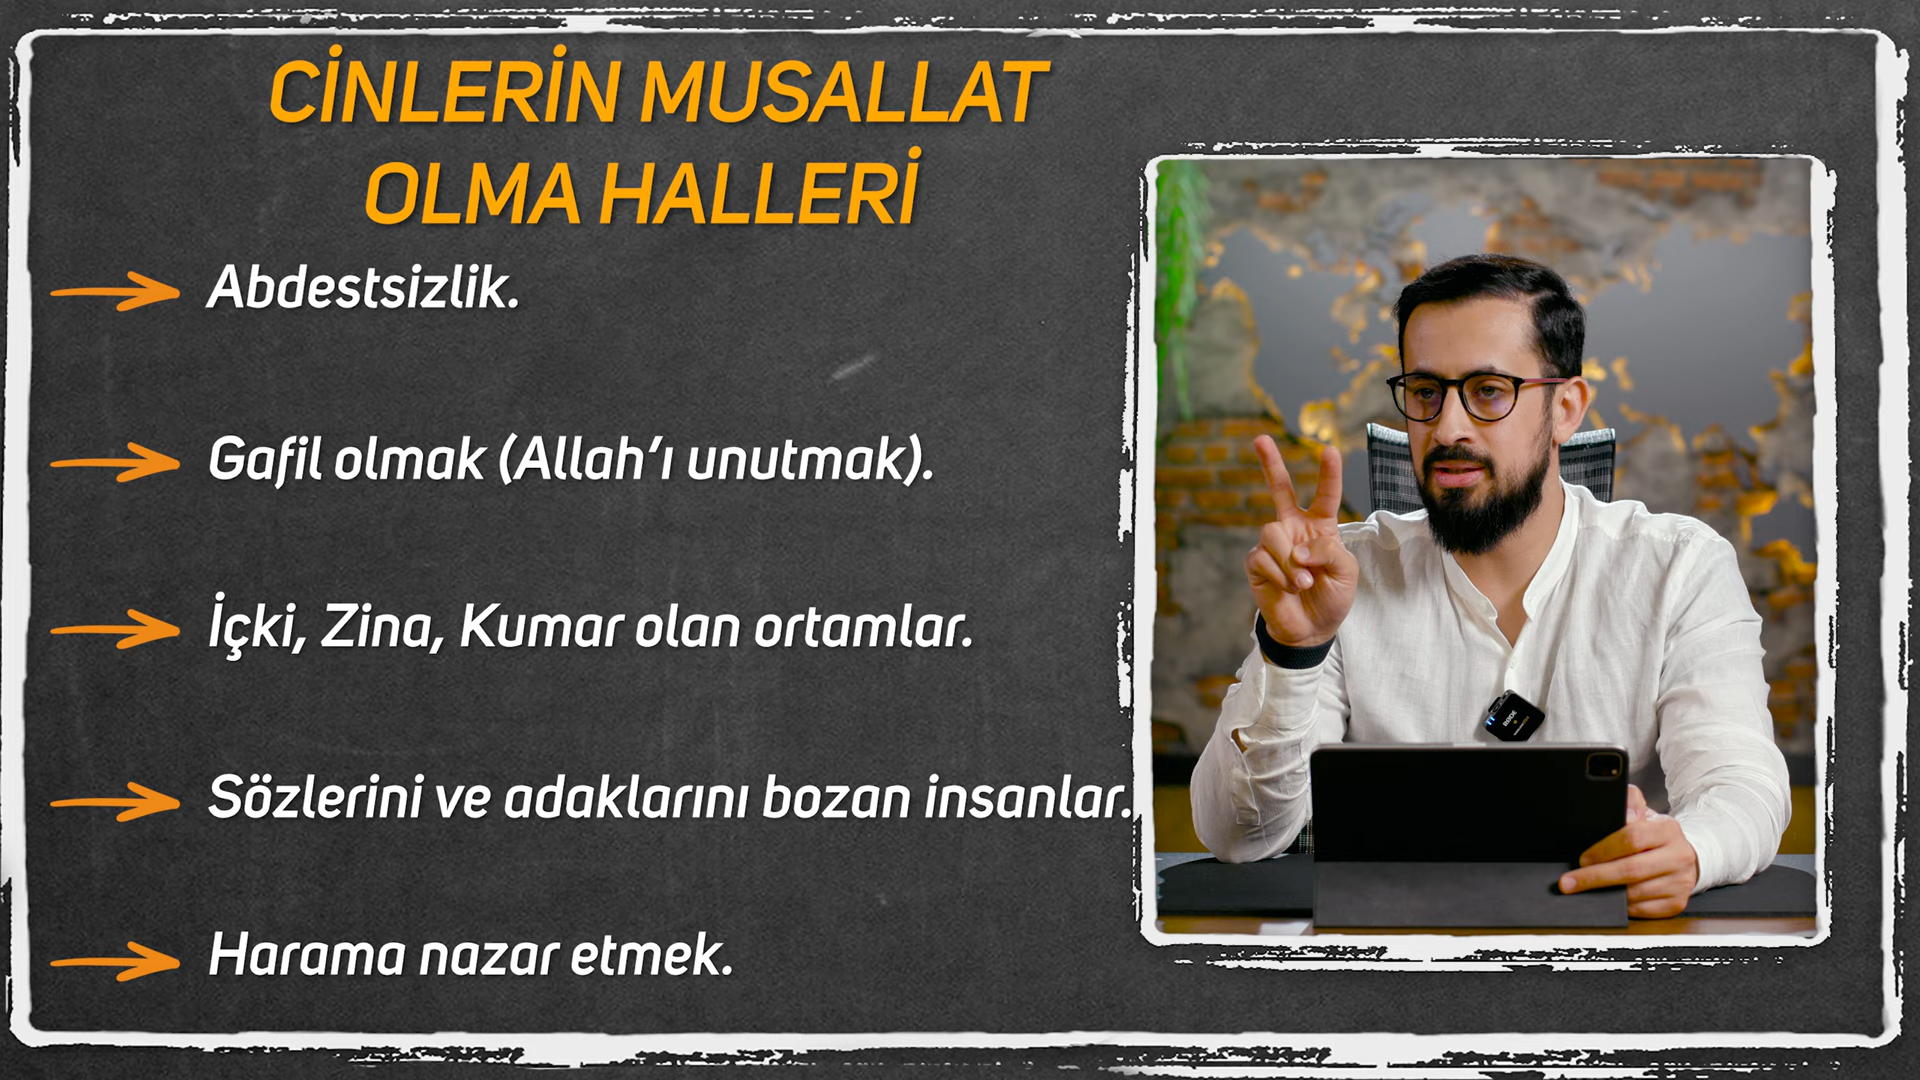 CİNLERİN MUSALLAT
OLMA HALLERİ
Abdestsizlik.
Gafil olmak (Allah’ı unutmak).
İçki, Zina, Kumar olan ortamlar.
Sözlerini ve adaklarını bozan insanlar.
Harama nazar etmek.
RØDE